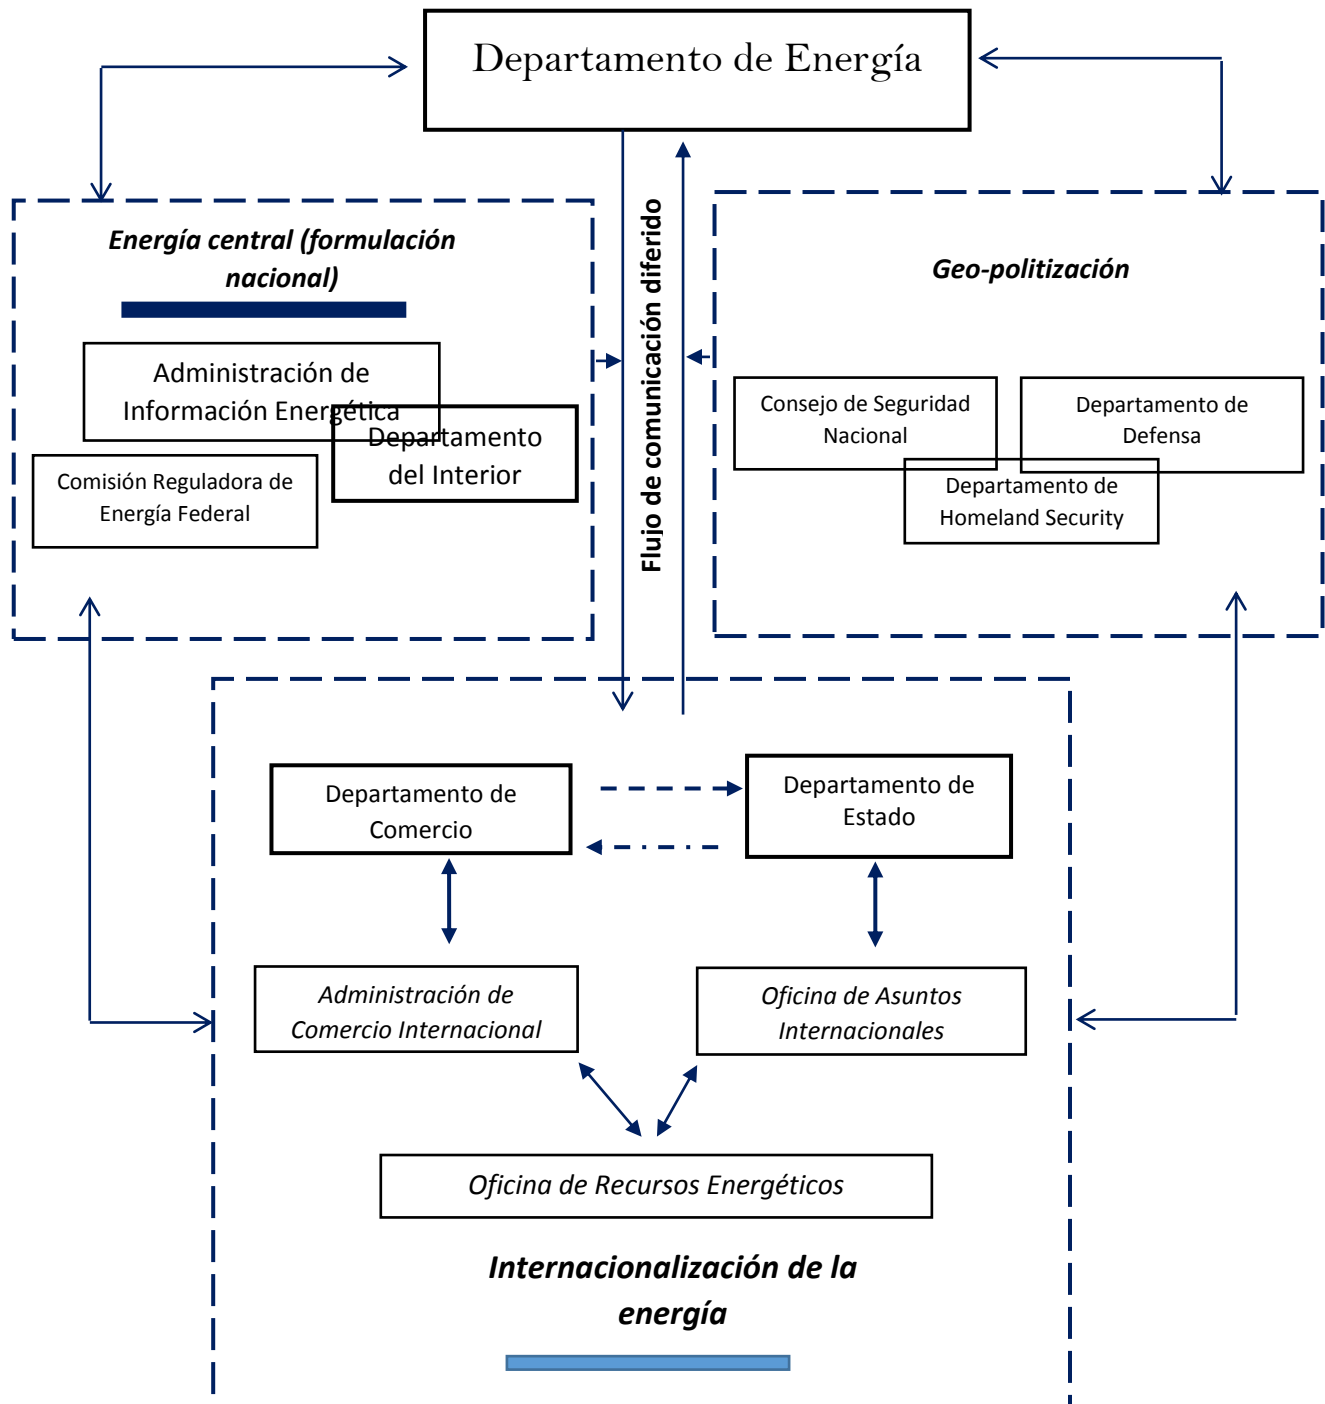 Departamento de Energía
Energía central (formulación
nacional)
Administración de
Información Energética
Departamento
del Interior
Comisión Reguladora de
Energía Federal
Flujo de comunicación diferido
Geo-politización
Consejo de Seguridad
Nacional
Departamento de
Defensa
Departamento de
Homeland Security
Departamento de
Comercio
Departamento de
Estado
Administración de
Comercio Internacional
Oficina de Asuntos
Internacionales
Oficina de Recursos Energéticos
Internacionalización de la
energía